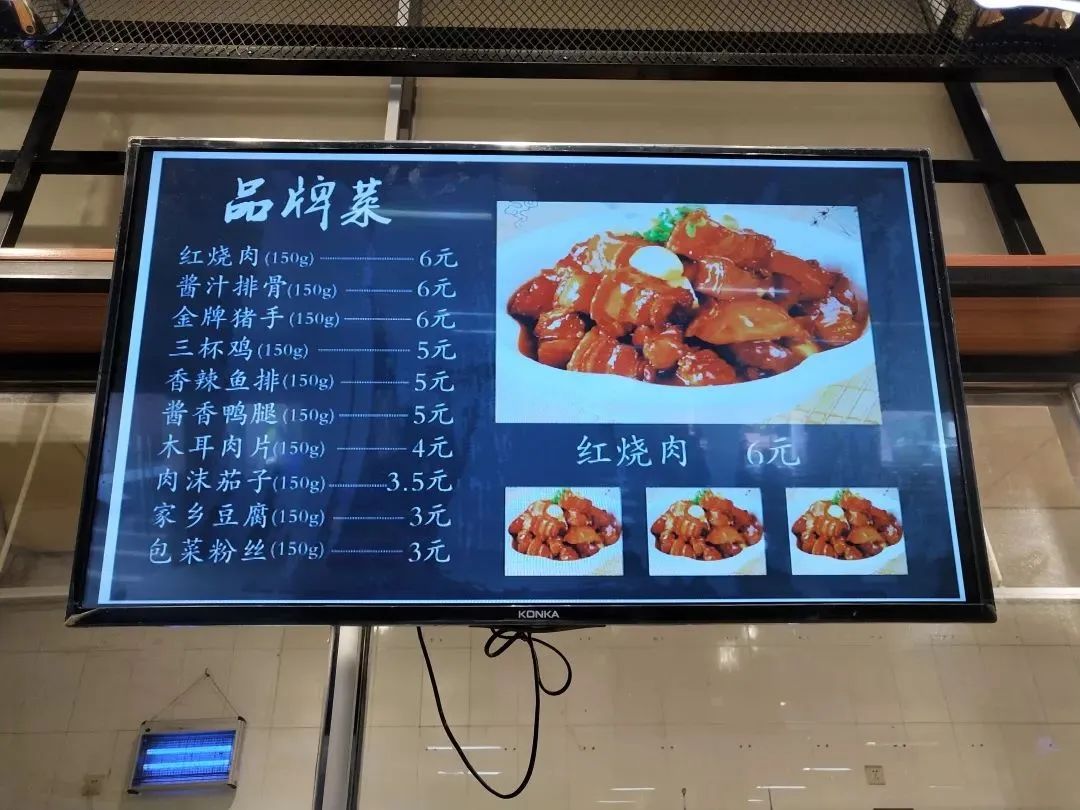 品牌菜
红烧肉(150g) 6元
酱汁排骨(150g) 6元
金牌猪手(150g) 6元
三杯鸡(150g) 5元
香辣鱼排(150g) 5元
酱香鸭腿(150g) 5元
木耳肉片(150g) 4元
肉沫茄子(150g) 3.5元
家乡豆腐(150g) 3元
包菜粉丝(150g) 3元
红烧肉 6元
KONKA